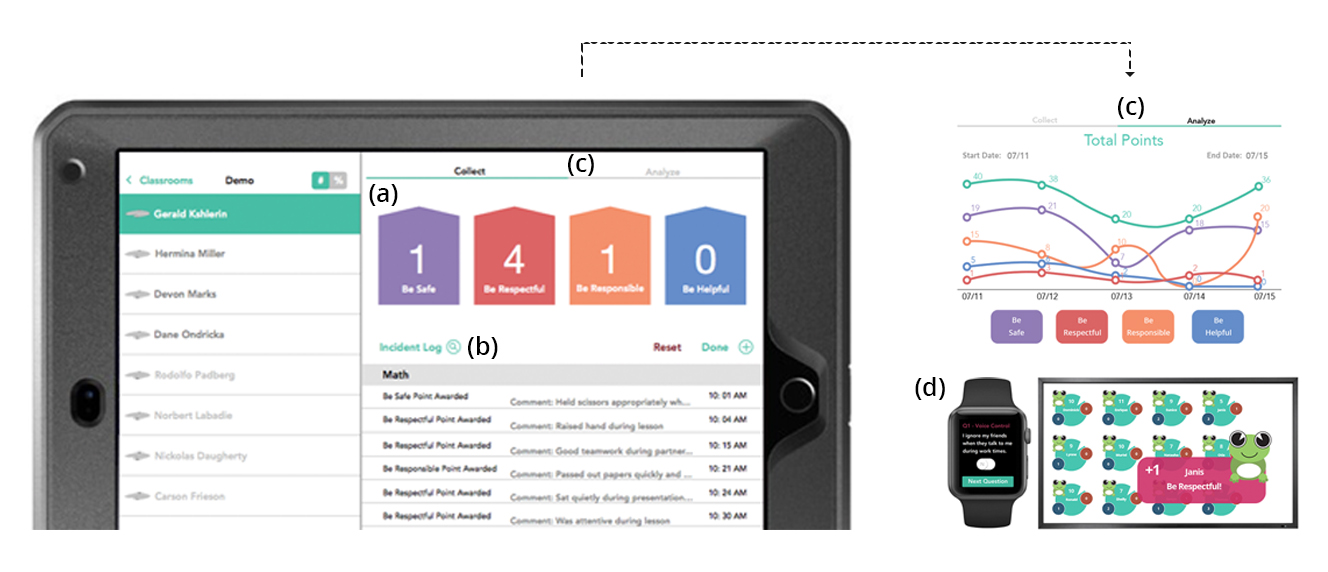 (c)
Collect Analyze
Total Points
Start Date: 07/11 End Date: 07/15
40 38 20 20 36
19 21 7 18 15
15 8 10 20
5
1 2 1
07/11 07/12 07/13 07/14 07/15
Be Safe
Be Respectful
Be Responsible
Be Helpful
Classrooms Demo # %
Gerald Kshlerin
Hermina Miller
Devon Marks
Dane Ondricka
Rodolfo Padberg
Norbert Labadie
Nickolas Daugherty
Carson Frieson
Collect (c) Analyze
(a)
1 4 1 0
Be Safe Be Respectful Be Responsible Be Helpful
Incident Log (b) Reset Done
Math
Be Safe Point Awarded Comment: Held scissors appropriately wh... 10: 01 AM
Be Respectful Point Awarded Comment: Raised hand during lesson 10: 04 AM
Be Respectful Point Awarded Comment: Good teamwork during partner... 10: 15 AM
Be Responsible Point Awarded Comment: Passed out papers quickly and ... 10: 21 AM
Be Respectful Point Awarded Comment: Sat quietly during presentation... 10: 24 AM
Be Respectful Point Awarded Comment: Was attentive during lesson 10: 30 AM
(d)
Q1 - Voice Control
I ignore my friends
when they talk to me
during work times.
Next Question
+1 Janis
Be Respectful!